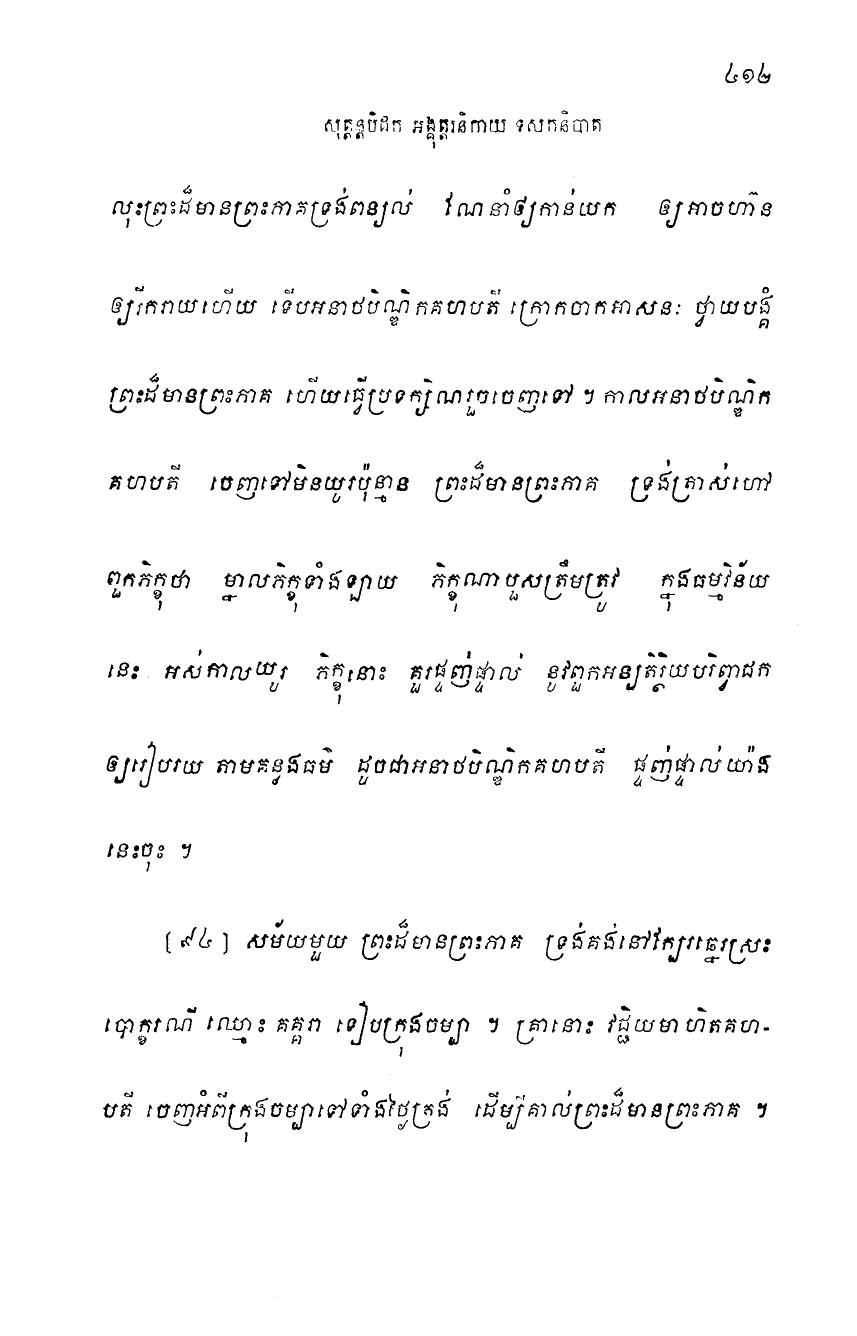 ៤១២
សុត្តន្តបិដក អង្គុត្តរនិកាយ ទសកនិបាត
លុះព្រះដ៏មានព្រះភាគទ្រង់ពន្យល់ ណែនាំឲ្យកាន់យក ឲ្យអាចហ៊ាន
ឲ្យរីករាយហើយ ទើបអនាថបិណ្ឌិកគហបតី ក្រោកចាកអាសនៈ ថ្វាយបង្គំ
ព្រះដ៏មានព្រះភាគ ហើយធ្វើប្រទក្សិណរួចចេញទៅ ។ កាលអនាថបិណ្ឌិក
គហបតី ចេញទៅមិនយូរប៉ុន្មាន ព្រះដ៏មានព្រះភាគ ទ្រង់ត្រាស់ហៅ
ពួកភិក្ខុថា ម្នាលភិក្ខុទាំងឡាយ ភិក្ខុណាបួសត្រឹមត្រូវ ក្នុងធម្មវិន័យ
នេះ អស់កាលយូរ ភិក្ខុនោះ គួរផ្ចញ់ផ្ចាល់ នូវពួកអន្យតិរ្ថិយបរិព្វាជក
ឲ្យរៀបរយ តាមគន្លងធម៌ ដូចជាអនាថបិណ្ឌិកគហបតី ផ្ចញ់ផ្ចាល់យ៉ាង
នេះចុះ ។
[៩៤] សម័យមួយ ព្រះដ៏មានព្រះភាគ ទ្រង់គង់នៅក្បែរឆ្នេរស្រះ
បោក្ខរណី ឈ្មោះ គគ្គរា ទៀបក្រុងចម្បា ។ គ្រានោះ វជ្ជិយមាហិតគហ-
បតី ចេញអំពីក្រុងចម្បាទៅទាំងថ្ងៃត្រង់ ដើម្បីគាល់ព្រះដ៏មានព្រះភាគ ។